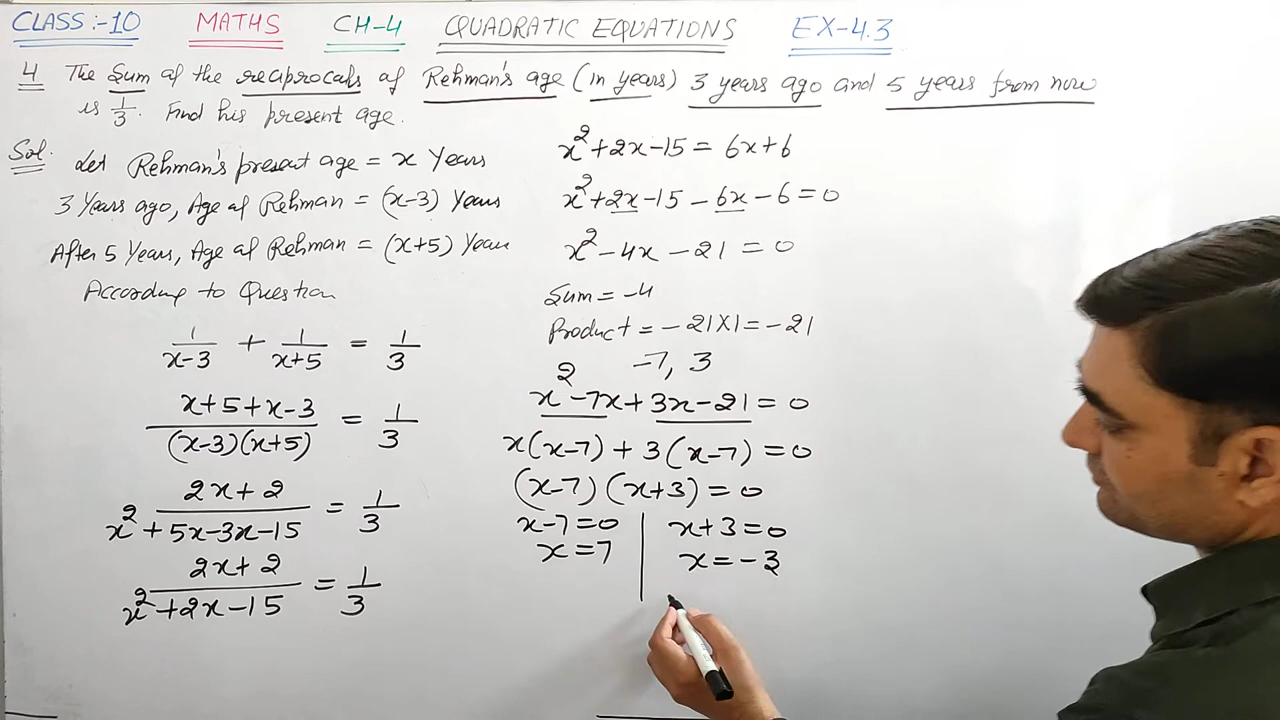 CLASS:-10 MATHS CH-4 QUADRATIC EQUATIONS EX-4.3
4 The Sum of the reciprocals of Rehman's age (in years) 3 years ago and 5 years from now
is 1/3. Find his present age.
Sol. Let Rehman's present age = x Years
3 Years ago, Age of Rehman = (x-3) Years
After 5 Years, Age of Rehman = (x+5) Years
According to Question
1/(x-3) + 1/(x+5) = 1/3
(x+5+x-3)/((x-3)(x+5)) = 1/3
(2x+2)/(x²+5x-3x-15) = 1/3
(2x+2)/(x²+2x-15) = 1/3
x²+2x-15 = 6x+6
x²+2x-15-6x-6=0
x²-4x-21=0
Sum=-4
Product = -21X1=-21
-7, 3
x²-7x+3x-21=0
x(x-7)+3(x-7)=0
(x-7)(x+3)=0
x-7=0 | x+3=0
x=7 | x=-3